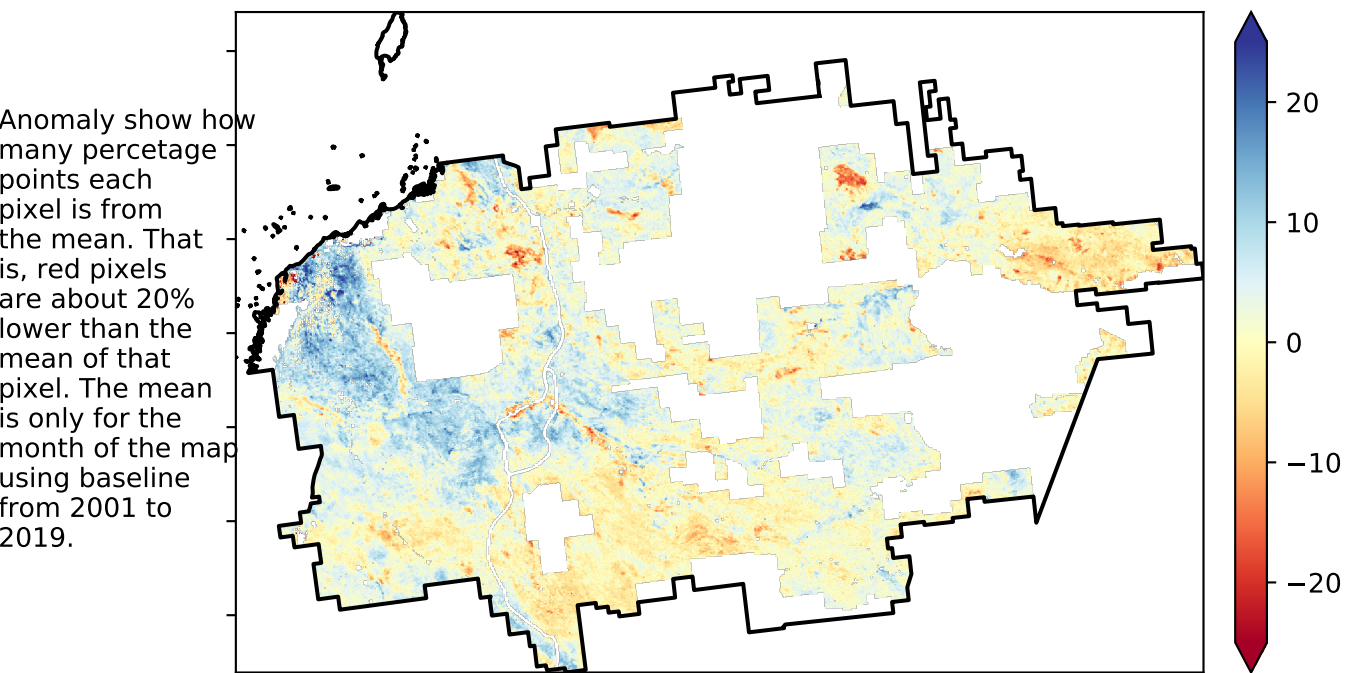 Anomaly show how
many percetage
points each
pixel is from
the mean. That
is, red pixels
are about 20%
lower than the
mean of that
pixel. The mean
is only for the
month of the map
using baseline
from 2001 to
2019.
20
10
0
−10
−20